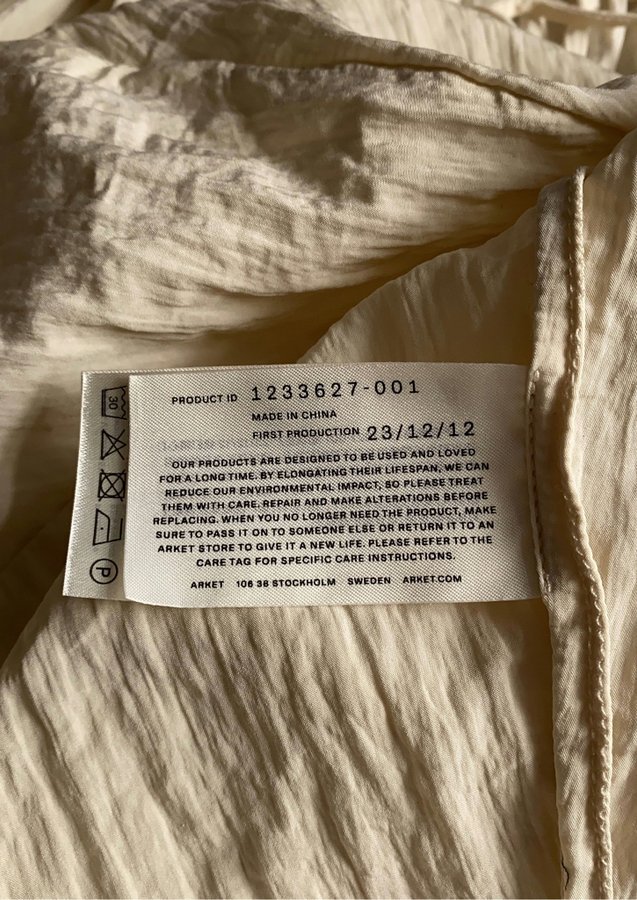 PRODUCT ID 1233627-001
MADE IN CHINA
FIRST PRODUCTION 23/12/12
OUR PRODUCTS ARE DESIGNED TO BE USED AND LOVED
FOR A LONG TIME. BY ELONGATING THEIR LIFESPAN, WE CAN
REDUCE OUR ENVIRONMENTAL IMPACT, SO PLEASE TREAT
THEM WITH CARE. REPAIR AND MAKE ALTERATIONS BEFORE
REPLACING. WHEN YOU NO LONGER NEED THE PRODUCT, MAKE
SURE TO PASS IT ON TO SOMEONE ELSE OR RETURN IT TO AN
ARKET STORE TO GIVE IT A NEW LIFE. PLEASE REFER TO THE
CARE TAG FOR SPECIFIC CARE INSTRUCTIONS.
ARKET 106 38 STOCKHOLM SWEDEN ARKET.COM
30
P